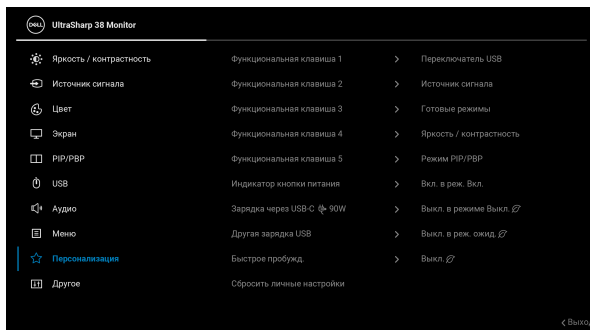 DELL UltraSharp 38 Monitor
Яркость / контрастность Функциональная клавиша 1 > Переключатель USB
Источник сигнала Функциональная клавиша 2 > Источник сигнала
Цвет Функциональная клавиша 3 > Готовые режимы
Экран Функциональная клавиша 4 > Яркость / контрастность
PIP/PBP Функциональная клавиша 5 > Режим PIP/PBP
USB Индикатор кнопки питания > Вкл. в реж. Вкл.
Аудио Зарядка через USB-C 90W > Выкл. в режиме Выкл.
Меню Другая зарядка USB > Выкл. в реж. ожид.
Персонализация Быстрое пробужд. > Выкл.
Другое Сбросить личные настройки
< Выхо